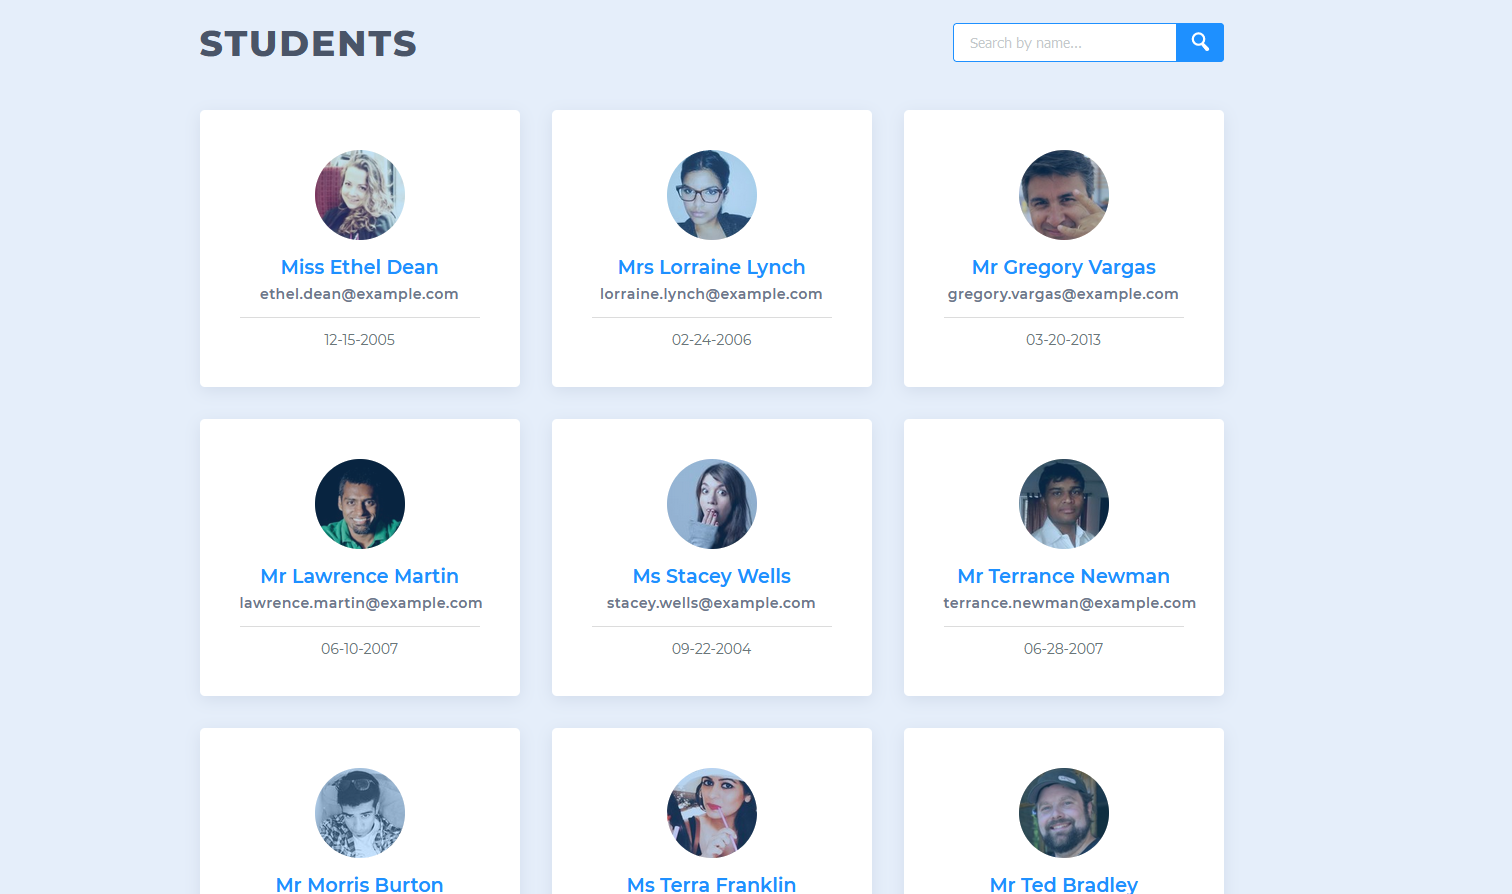 STUDENTS
Search by name...
Miss Ethel Dean
ethel.dean@example.com
12-15-2005
Mrs Lorraine Lynch
lorraine.lynch@example.com
02-24-2006
Mr Gregory Vargas
gregory.vargas@example.com
03-20-2013
Mr Lawrence Martin
lawrence.martin@example.com
06-10-2007
Ms Stacey Wells
stacey.wells@example.com
09-22-2004
Mr Terrance Newman
terrance.newman@example.com
06-28-2007
Mr Morris Burton
Ms Terra Franklin
Mr Ted Bradley